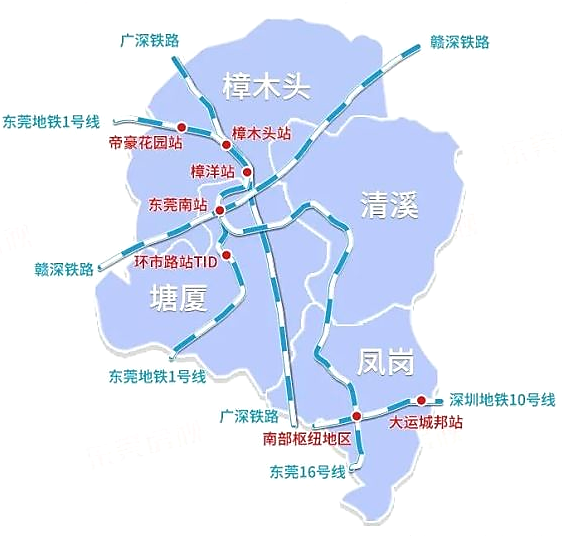 广深铁路
赣深铁路
樟木头
东莞地铁1号线
樟木头站
帝豪花园站
樟洋站
东莞南站
清溪
环市路站TID
赣深铁路
塘厦
凤岗
东莞地铁1号线
深圳地铁10号线
广深铁路
大运城邦站
南部枢纽地区
东莞16号线